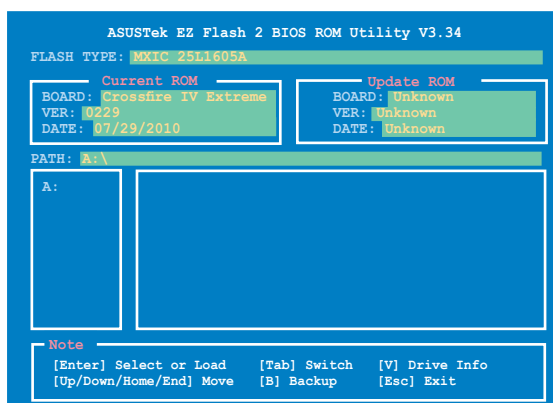 ASUSTek EZ Flash 2 BIOS ROM Utility V3.34
FLASH TYPE: MXIC 25L1605A
Current ROM
BOARD: Crossfire IV Extreme
VER: 0229
DATE: 07/29/2010
Update ROM
BOARD: Unknown
VER: Unknown
DATE: Unknown
PATH: A:\
A:
Note
[Enter] Select or Load [Tab] Switch [V] Drive Info
[Up/Down/Home/End] Move [B] Backup [Esc] Exit